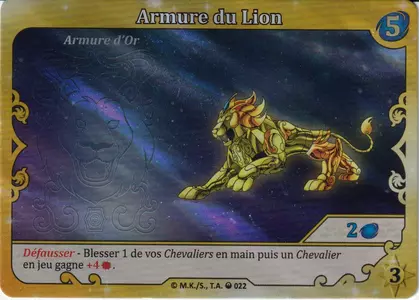 Armure du Lion
5
Armure d'Or
2
Défausser - Blesser 1 de vos Chevaliers en main puis un Chevalier
en jeu gagne +4 .
3
© M.K./S., T.A. 022